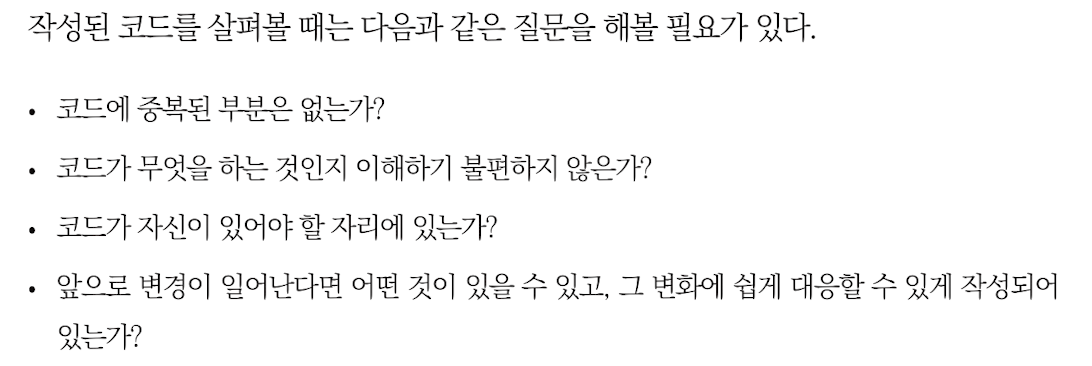 작성된 코드를 살펴볼 때는 다음과 같은 질문을 해볼 필요가 있다.
• 코드에 중복된 부분은 없는가?
• 코드가 무엇을 하는 것인지 이해하기 불편하지 않은가?
• 코드가 자신이 있어야 할 자리에 있는가?
• 앞으로 변경이 일어난다면 어떤 것이 있을 수 있고, 그 변화에 쉽게 대응할 수 있게 작성되어
있는가?